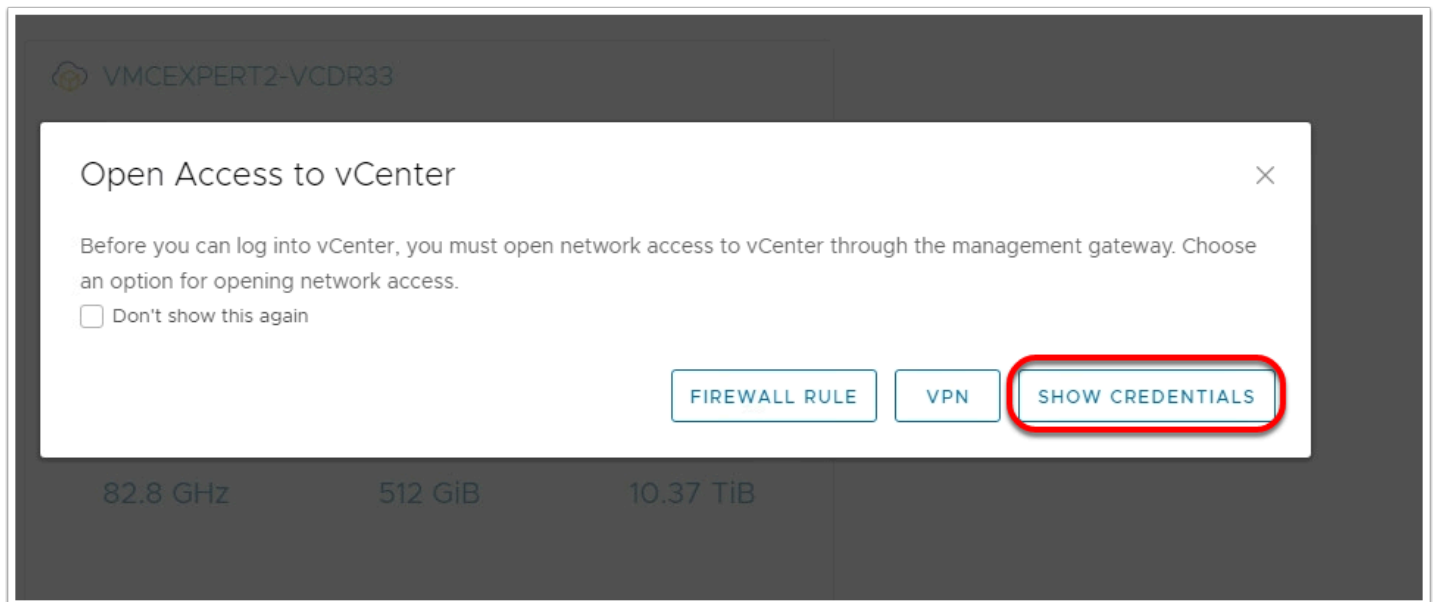 VMCEXPERT2-VCDR33
Open Access to vCenter
Before you can log into vCenter, you must open network access to vCenter through the management gateway. Choose
an option for opening network access.
Don't show this again
FIREWALL RULE VPN SHOW CREDENTIALS
82.8 GHz 512 GiB 10.37 TiB